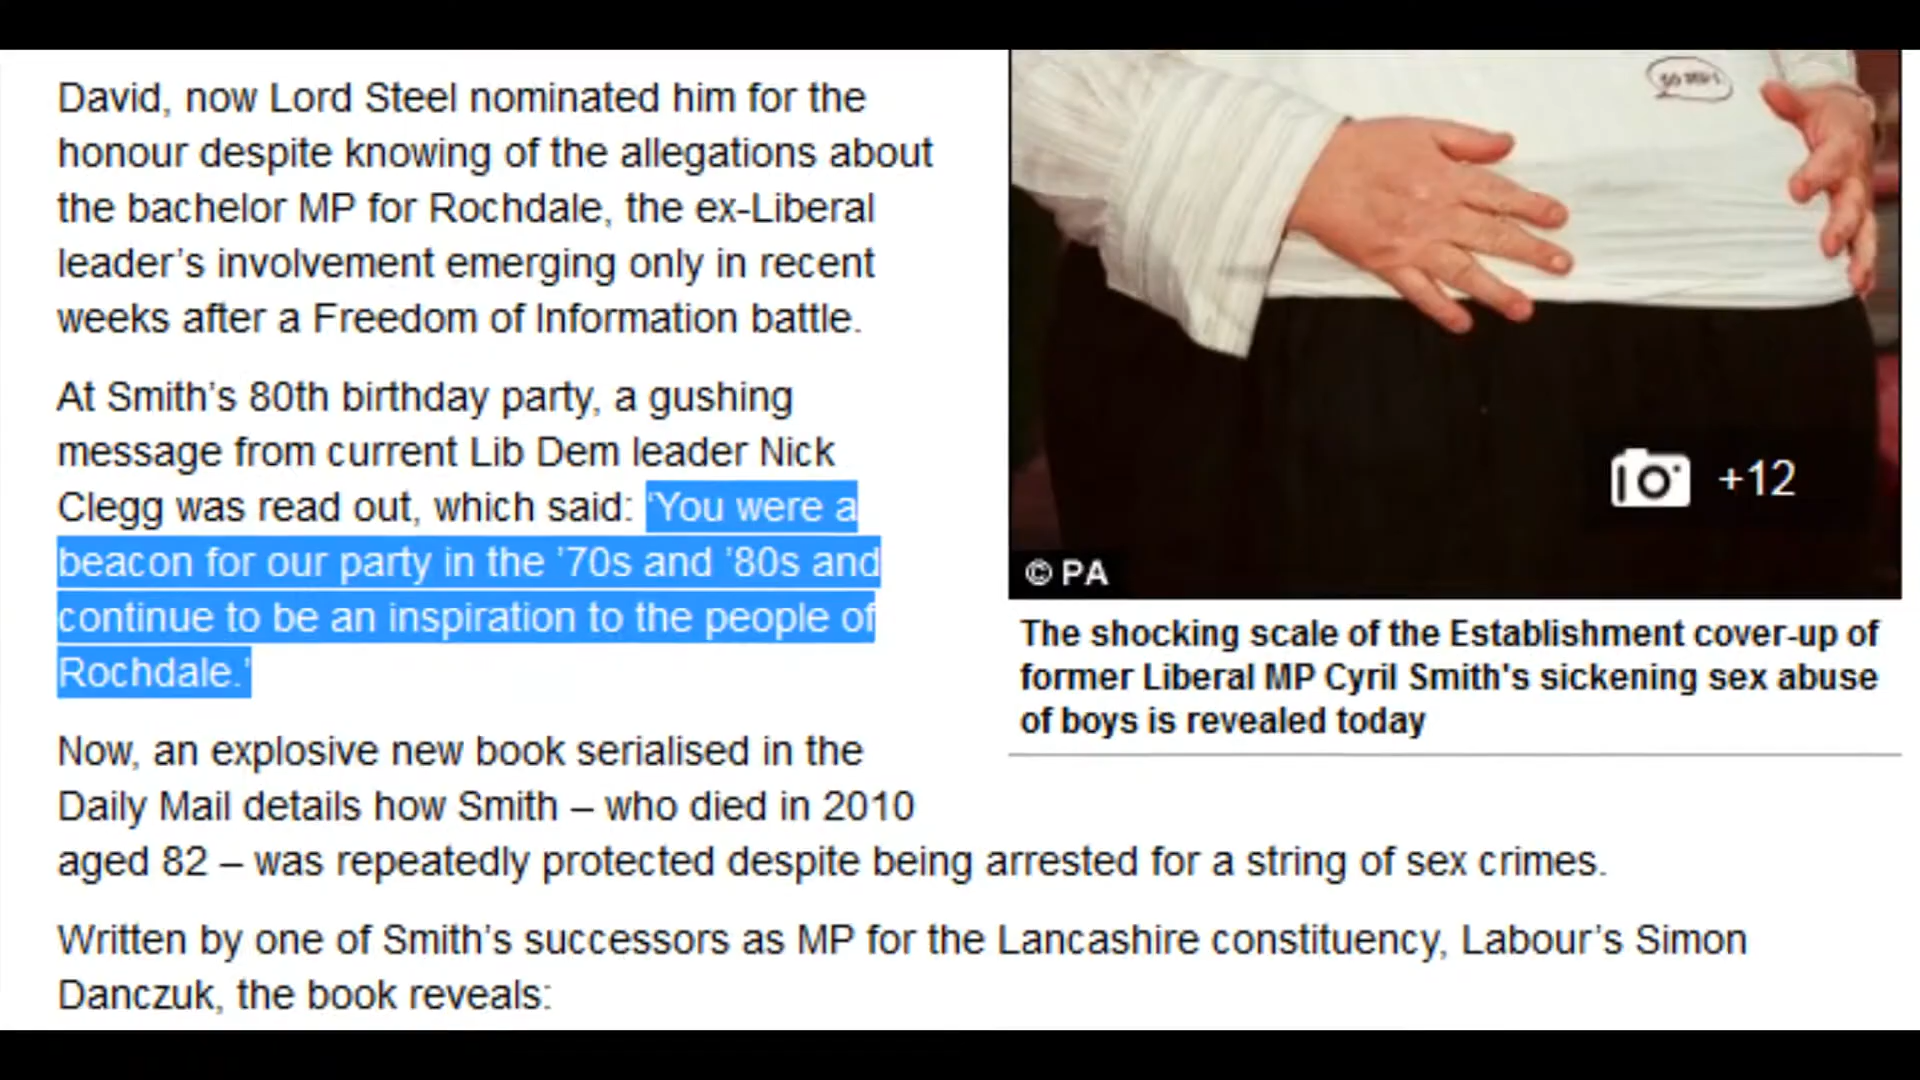 David, now Lord Steel nominated him for the
honour despite knowing of the allegations about
the bachelor MP for Rochdale, the ex-Liberal
leader’s involvement emerging only in recent
weeks after a Freedom of Information battle.
At Smith’s 80th birthday party, a gushing
message from current Lib Dem leader Nick
Clegg was read out, which said: ‘You were a
beacon for our party in the ’70s and ’80s and
continue to be an inspiration to the people of
Rochdale.’
Now, an explosive new book serialised in the
Daily Mail details how Smith – who died in 2010
aged 82 – was repeatedly protected despite being arrested for a string of sex crimes.
Written by one of Smith’s successors as MP for the Lancashire constituency, Labour’s Simon
Danczuk, the book reveals:
+12
© PA
The shocking scale of the Establishment cover-up of
former Liberal MP Cyril Smith's sickening sex abuse
of boys is revealed today